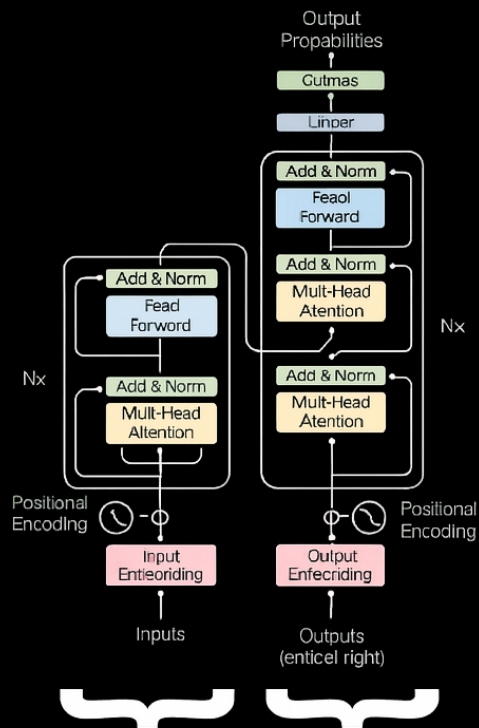 Output
Propabilities
Gutmas
Linper
Add & Norm
Feaol
Forward
Add & Norm
Mult-Head
Atention
Nx
Add & Norm
Mult-Head
Atention
Positional
Encoding
Output
Enfecriding
Outputs
(enticel right)
Add & Norm
Fead
Forword
Nx
Add & Norm
Mult-Head
Altention
Positional
Encoding
Input
Entleoriding
Inputs